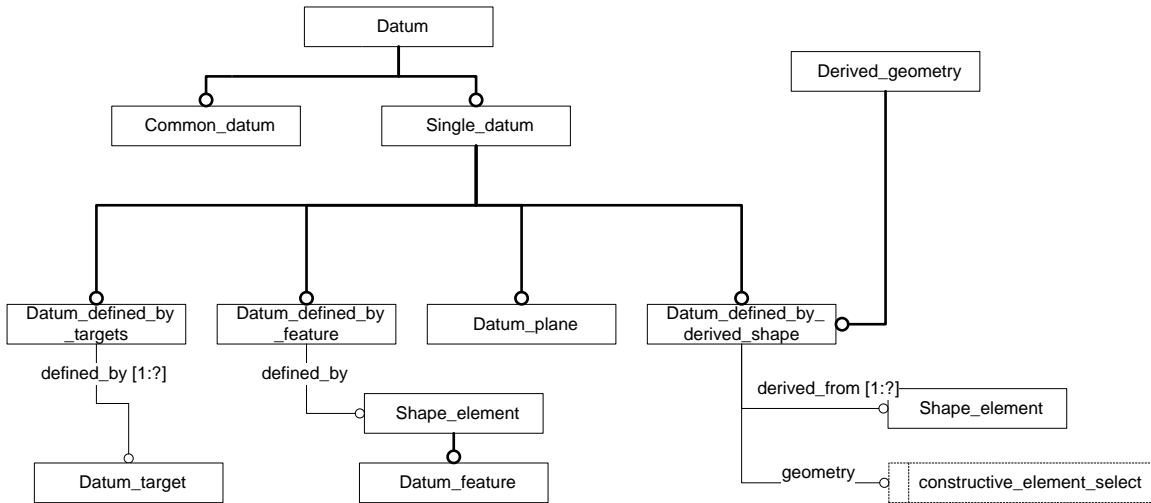 Datum
Derived_geometry
Common_datum
Single_datum
Datum_defined_by
_targets
Datum_defined_by
_feature
Datum_plane
Datum_defined_by_
derived_shape
defined_by [1:?]
defined_by
derived_from [1:?]
Shape_element
Shape_element
Datum_target
Datum_feature
geometry
constructive_element_select